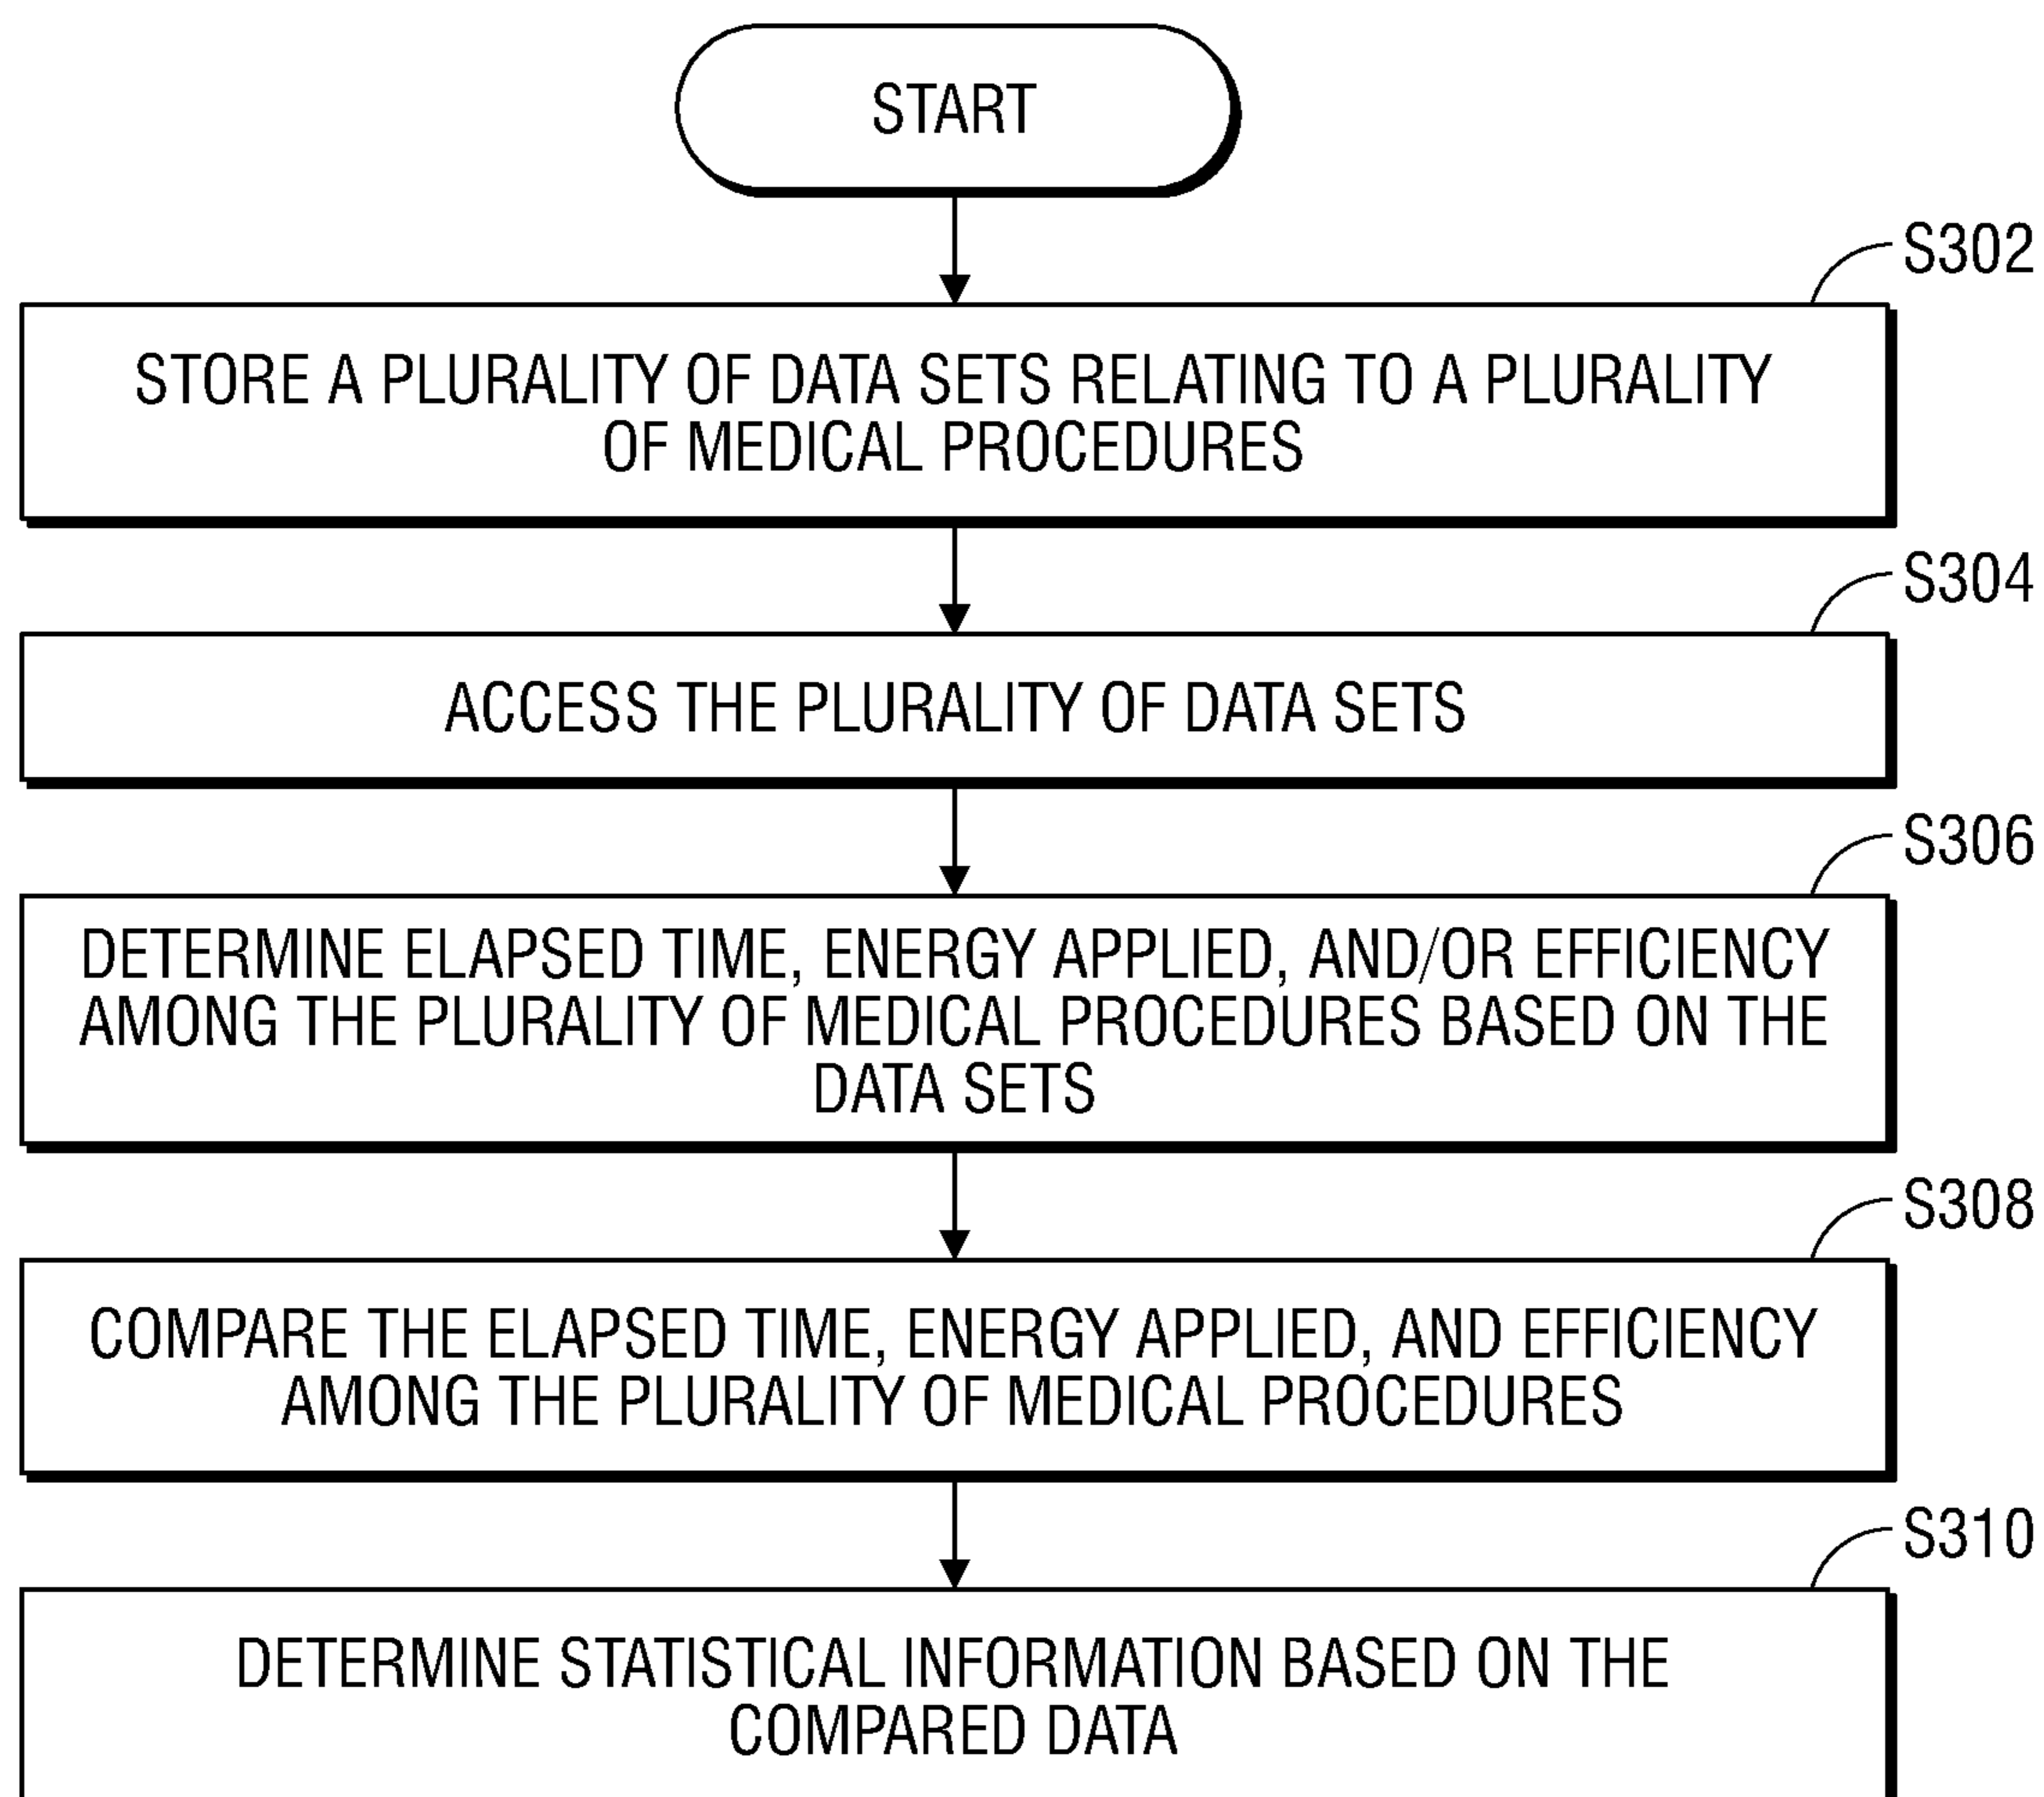 START
S302
STORE A PLURALITY OF DATA SETS RELATING TO A PLURALITY
OF MEDICAL PROCEDURES
S304
ACCESS THE PLURALITY OF DATA SETS
S306
DETERMINE ELAPSED TIME, ENERGY APPLIED, AND/OR EFFICIENCY
AMONG THE PLURALITY OF MEDICAL PROCEDURES BASED ON THE
DATA SETS
S308
COMPARE THE ELAPSED TIME, ENERGY APPLIED, AND EFFICIENCY
AMONG THE PLURALITY OF MEDICAL PROCEDURES
S310
DETERMINE STATISTICAL INFORMATION BASED ON THE
COMPARED DATA